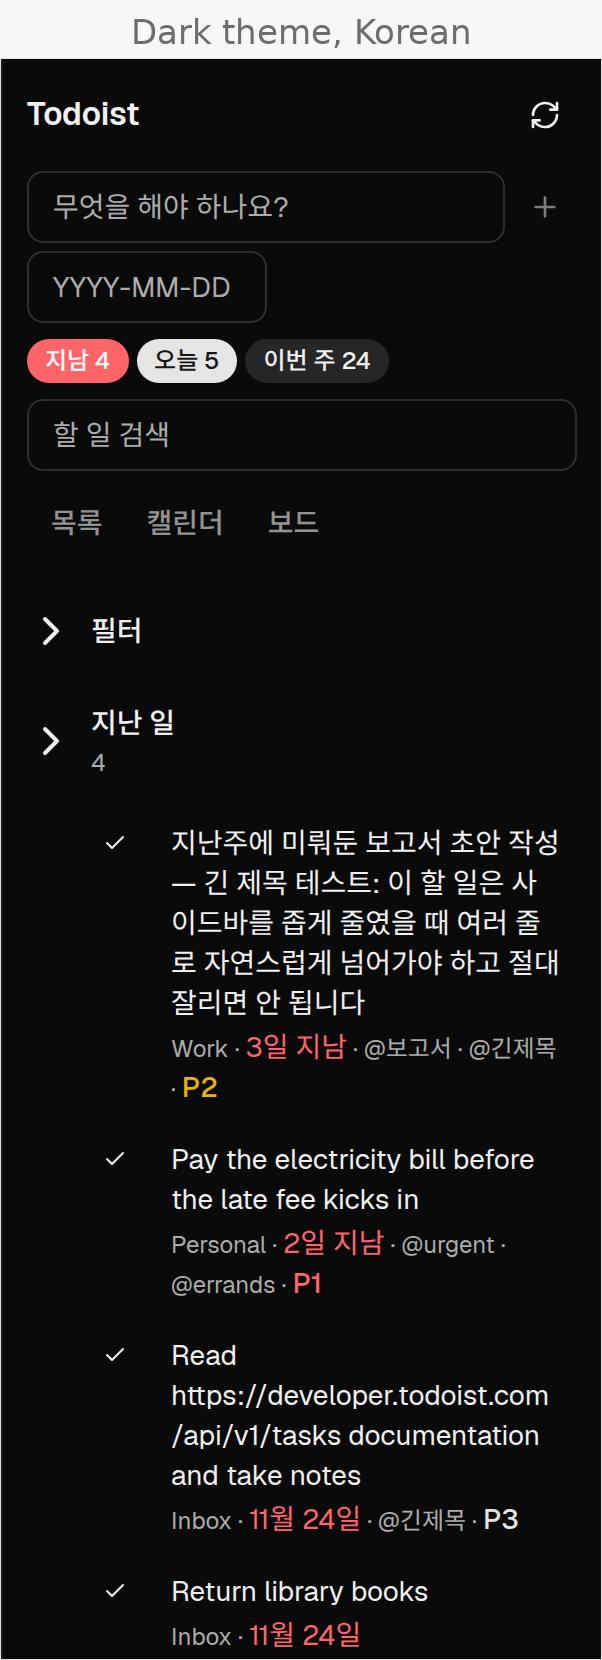 Dark theme, Korean
Todoist
무엇을 해야 하나요?
YYYY-MM-DD
지남 4
오늘 5
이번 주 24
할 일 검색
목록
캘린더
보드
필터
지난 일
4
지난주에 미뤄둔 보고서 초안 작성
— 긴 제목 테스트: 이 할 일은 사
이드바를 좁게 줄였을 때 여러 줄
로 자연스럽게 넘어가야 하고 절대
잘리면 안 됩니다
Work · 3일 지남 · @보고서 · @긴제목
· P2
Pay the electricity bill before
the late fee kicks in
Personal · 2일 지남 · @urgent ·
@errands · P1
Read
https://developer.todoist.com
/api/v1/tasks documentation
and take notes
Inbox · 11월 24일 · @긴제목 · P3
Return library books
Inbox · 11월 24일